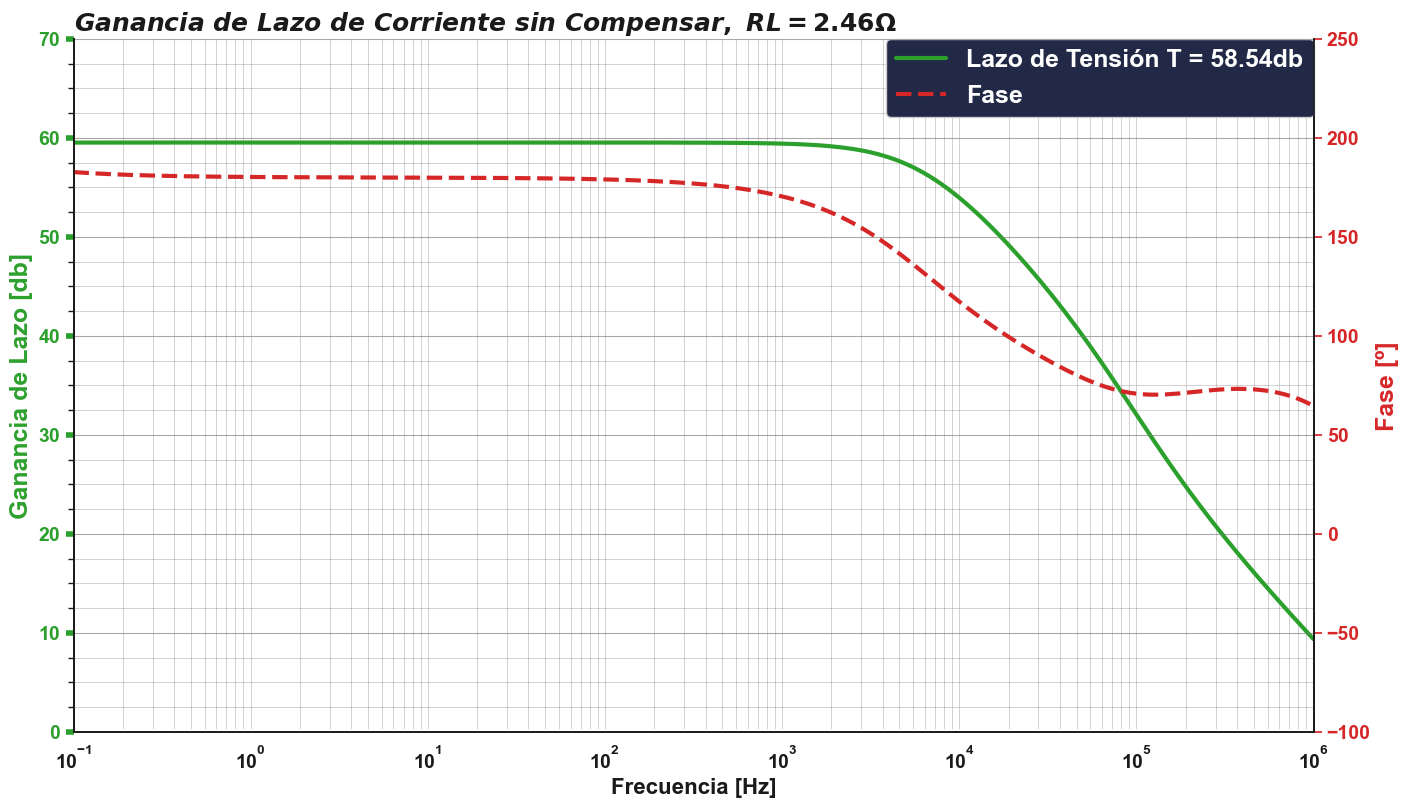 Ganancia de Lazo de Corriente sin Compensar, RL = 2.46Ω
Lazo de Tensión T = 58.54db
Fase
70
60
50
40
30
20
10
0
Ganancia de Lazo [db]
250
200
150
100
50
0
−50
−100
Fase [º]
10⁻¹ 10⁰ 10¹ 10² 10³ 10⁴ 10⁵ 10⁶
Frecuencia [Hz]